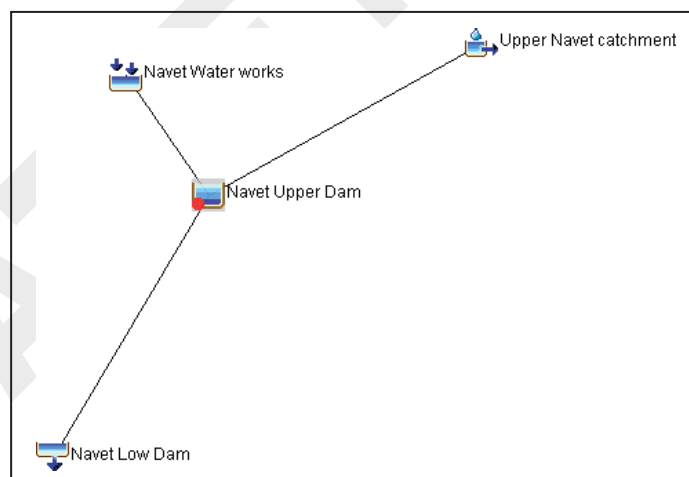 Upper Navet catchment
Navet Water works
Navet Upper Dam
Navet Low Dam